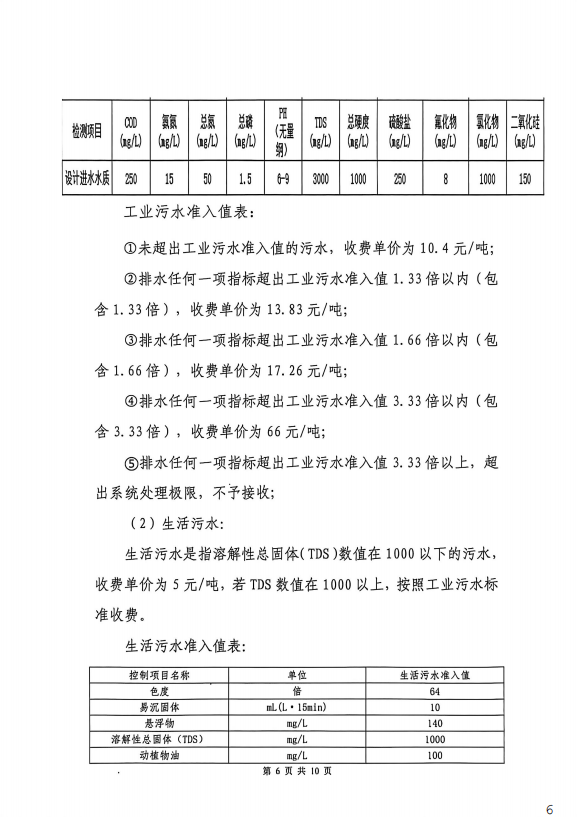 检测项目 COD (mg/L) 氨氮 (mg/L) 总氮 (mg/L) 总磷 (mg/L) PH (无量纲) TDS (mg/L) 总硬度 (mg/L) 硫酸盐 (mg/L) 氟化物 (mg/L) 氯化物 (mg/L) 二氧化硅 (mg/L)
设计进水水质 250 15 50 1.5 6-9 3000 1000 250 8 1000 150
工业污水准入值表：
①未超出工业污水准入值的污水，收费单价为 10.4 元/吨；
②排水任何一项指标超出工业污水准入值 1.33 倍以内（包
含 1.33 倍），收费单价为 13.83 元/吨；
③排水任何一项指标超出工业污水准入值 1.66 倍以内（包
含 1.66 倍），收费单价为 17.26 元/吨；
④排水任何一项指标超出工业污水准入值 3.33 倍以内（包
含 3.33 倍），收费单价为 66 元/吨；
⑤排水任何一项指标超出工业污水准入值 3.33 倍以上，超
出系统处理极限，不予接收；
（2）生活污水：
生活污水是指溶解性总固体（TDS）数值在 1000 以下的污水，
收费单价为 5 元/吨，若 TDS 数值在 1000 以上，按照工业污水标
准收费。
生活污水准入值表：
控制项目名称 单位 生活污水准入值
色度 倍 64
易沉固体 mL(L·15min) 10
悬浮物 mg/L 140
溶解性总固体（TDS） mg/L 1000
动植物油 mg/L 100
第 6 页 共 10 页
6